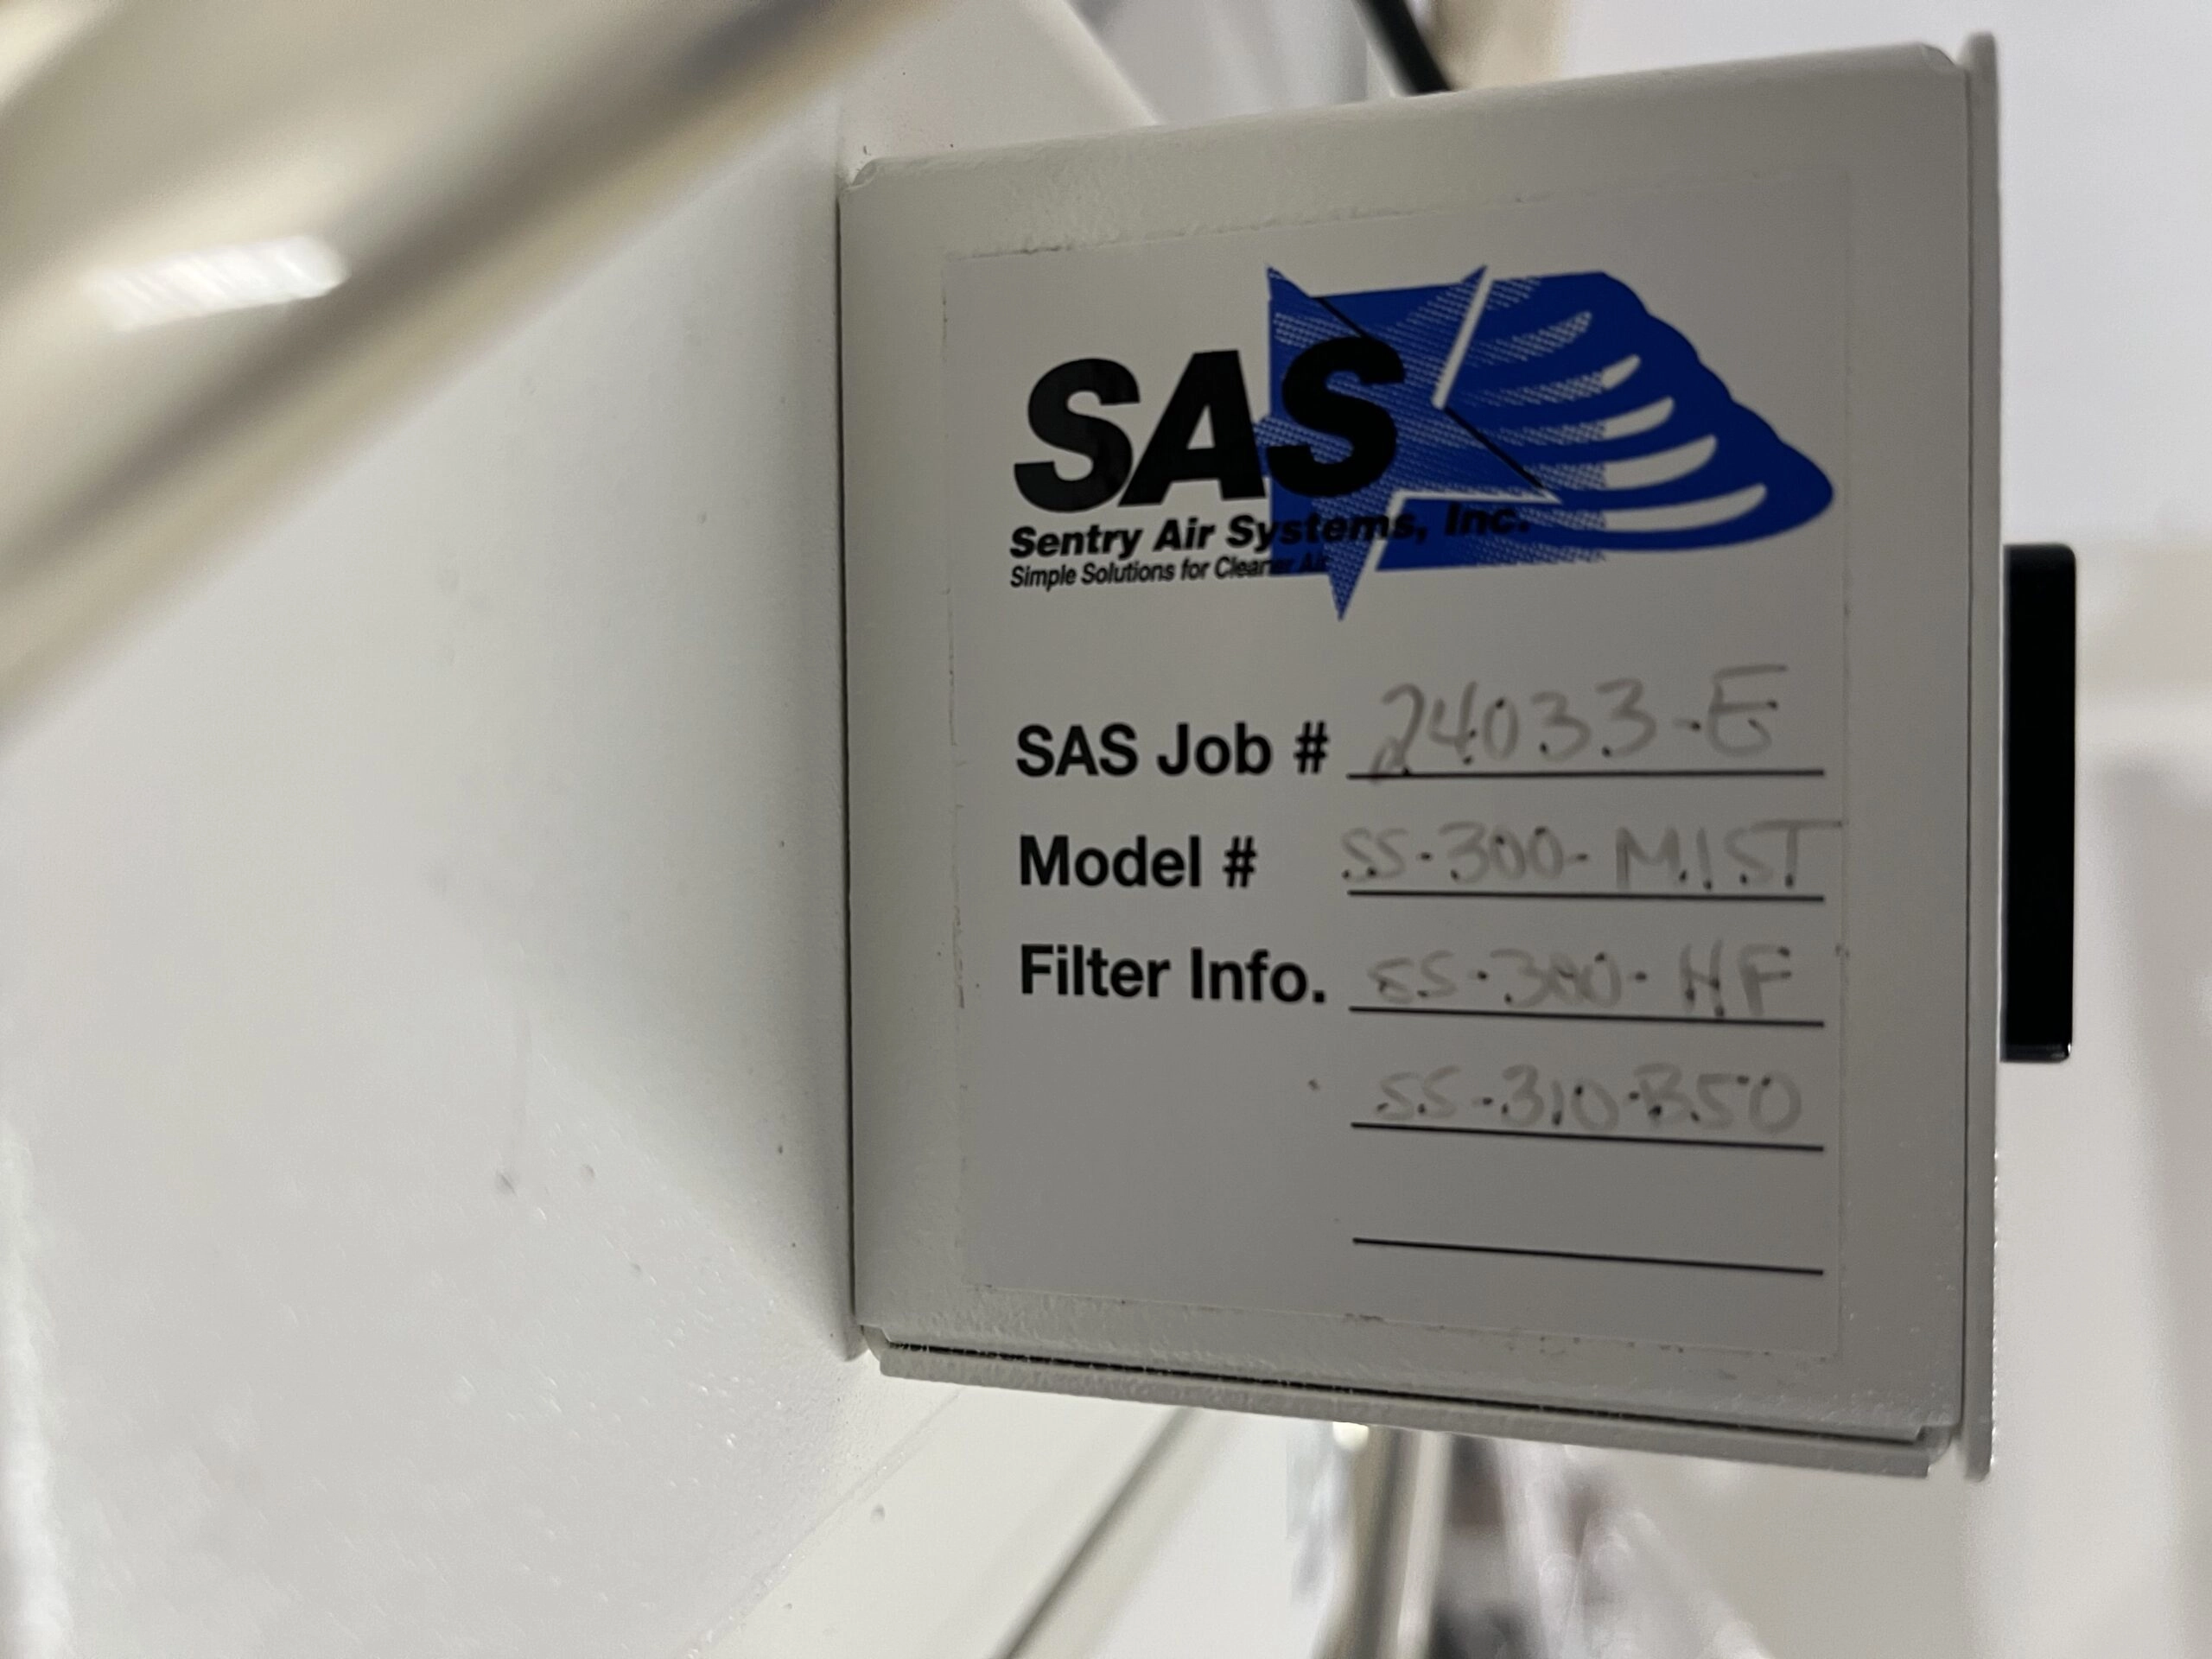 SAS
Sentry Air Systems, Inc.
Simple Solutions for Cleaner Air
SAS Job # 24033-E
Model # SS-300-MIST
Filter Info. SS-300-HF
SS-310-B50